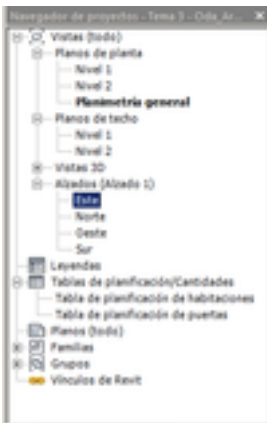 Navegador de proyectos - Tema 3 - Oda_Ar...
Vistas (todo)
Planos de planta
Nivel 1
Nivel 2
Planimetría general
Planos de techo
Nivel 1
Nivel 2
Vistas 3D
Alzados (Alzado 1)
Este
Norte
Oeste
Sur
Leyendas
Tablas de planificación/Cantidades
Tabla de planificación de habitaciones
Tabla de planificación de puertas
Planos (todo)
Familias
Grupos
Vínculos de Revit